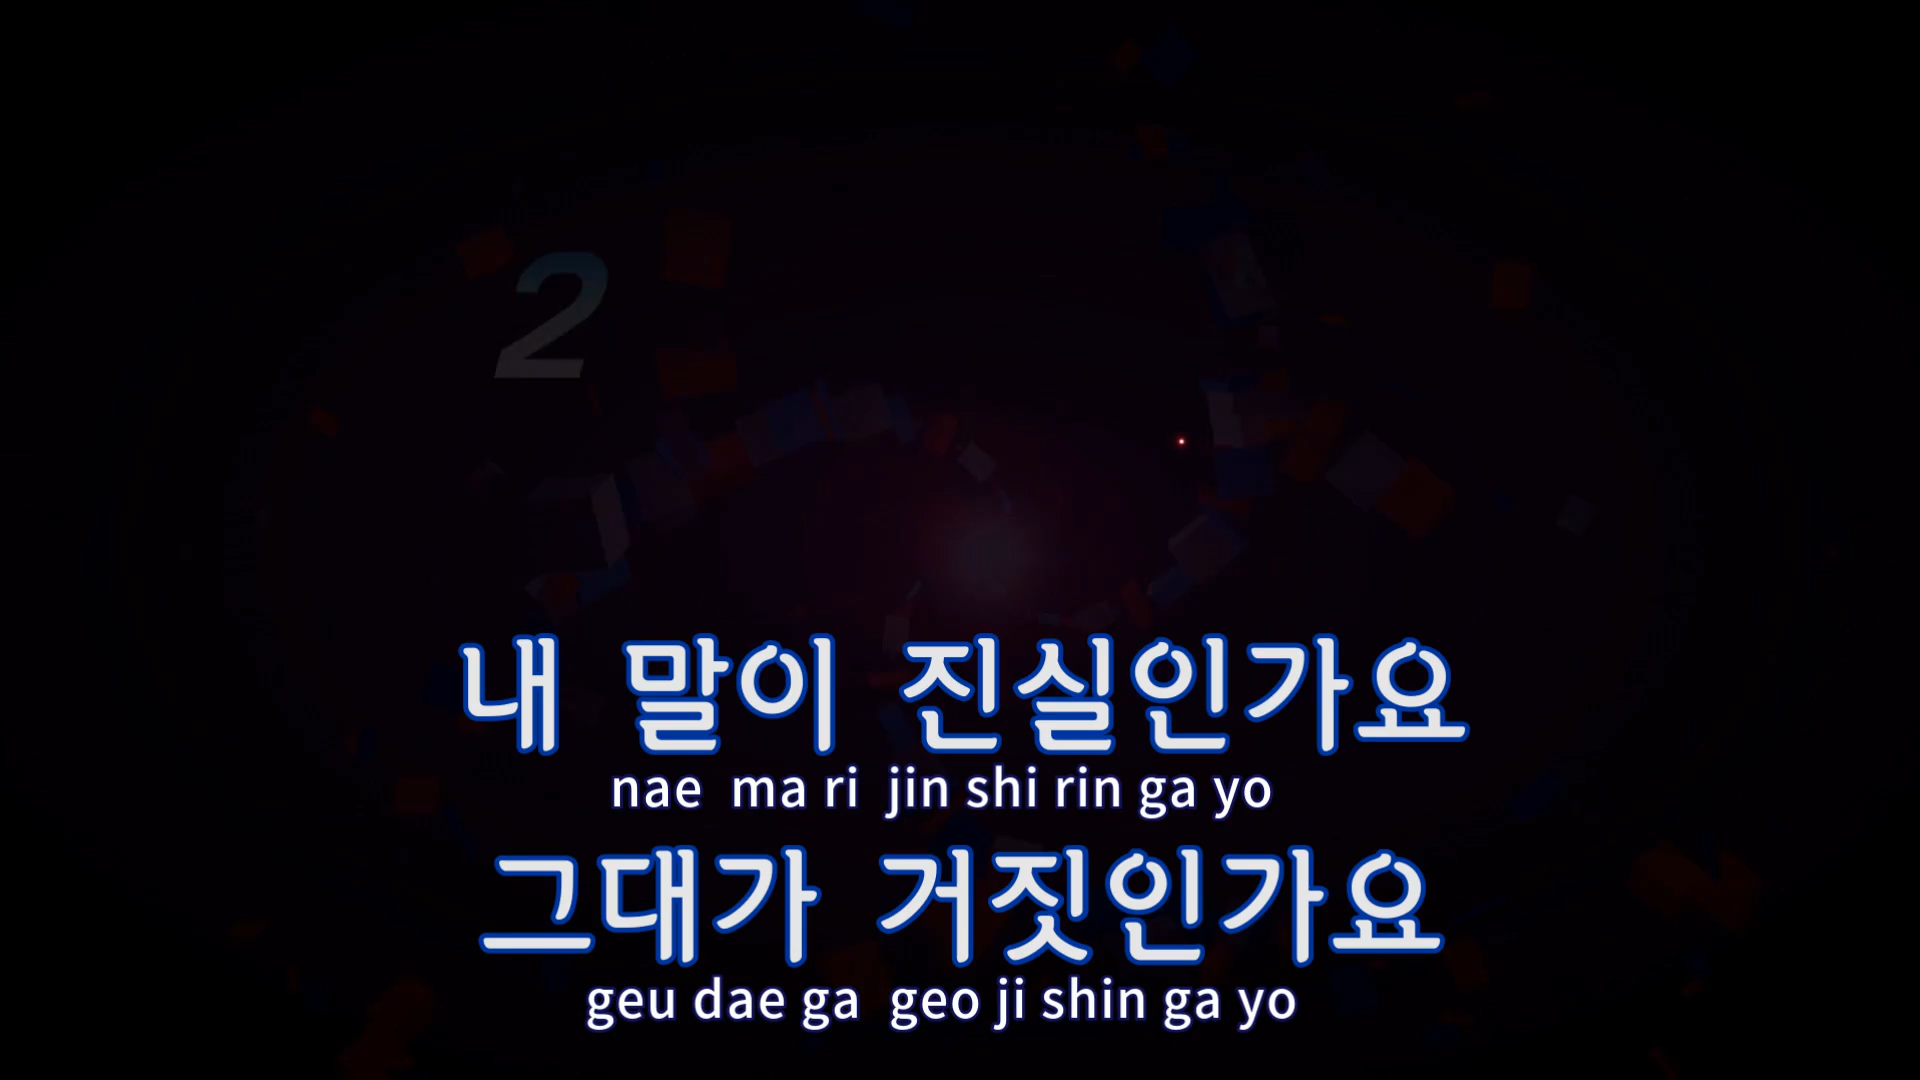 2
내 말이 진실인가요
nae ma ri jin shi rin ga yo
그대가 거짓인가요
geu dae ga geo ji shin ga yo